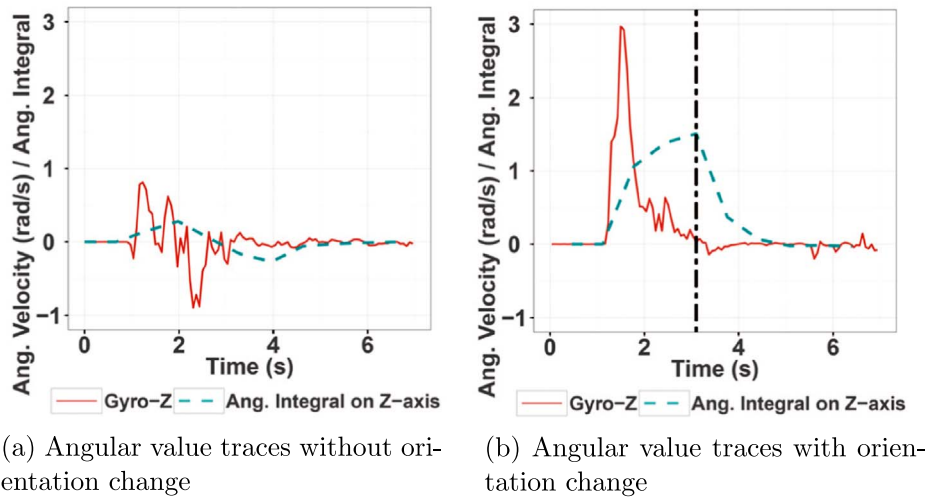 Ang. Velocity (rad/s) / Ang. Integral
3
2
1
0
−1
0 2 4 6
Time (s)
Gyro−Z Ang. Integral on Z−axis
(a) Angular value traces without ori-
entation change
Ang. Velocity (rad/s) / Ang. Integral
3
2
1
0
−1
0 2 4 6
Time (s)
Gyro−Z Ang. Integral on Z−axis
(b) Angular value traces with orien-
tation change